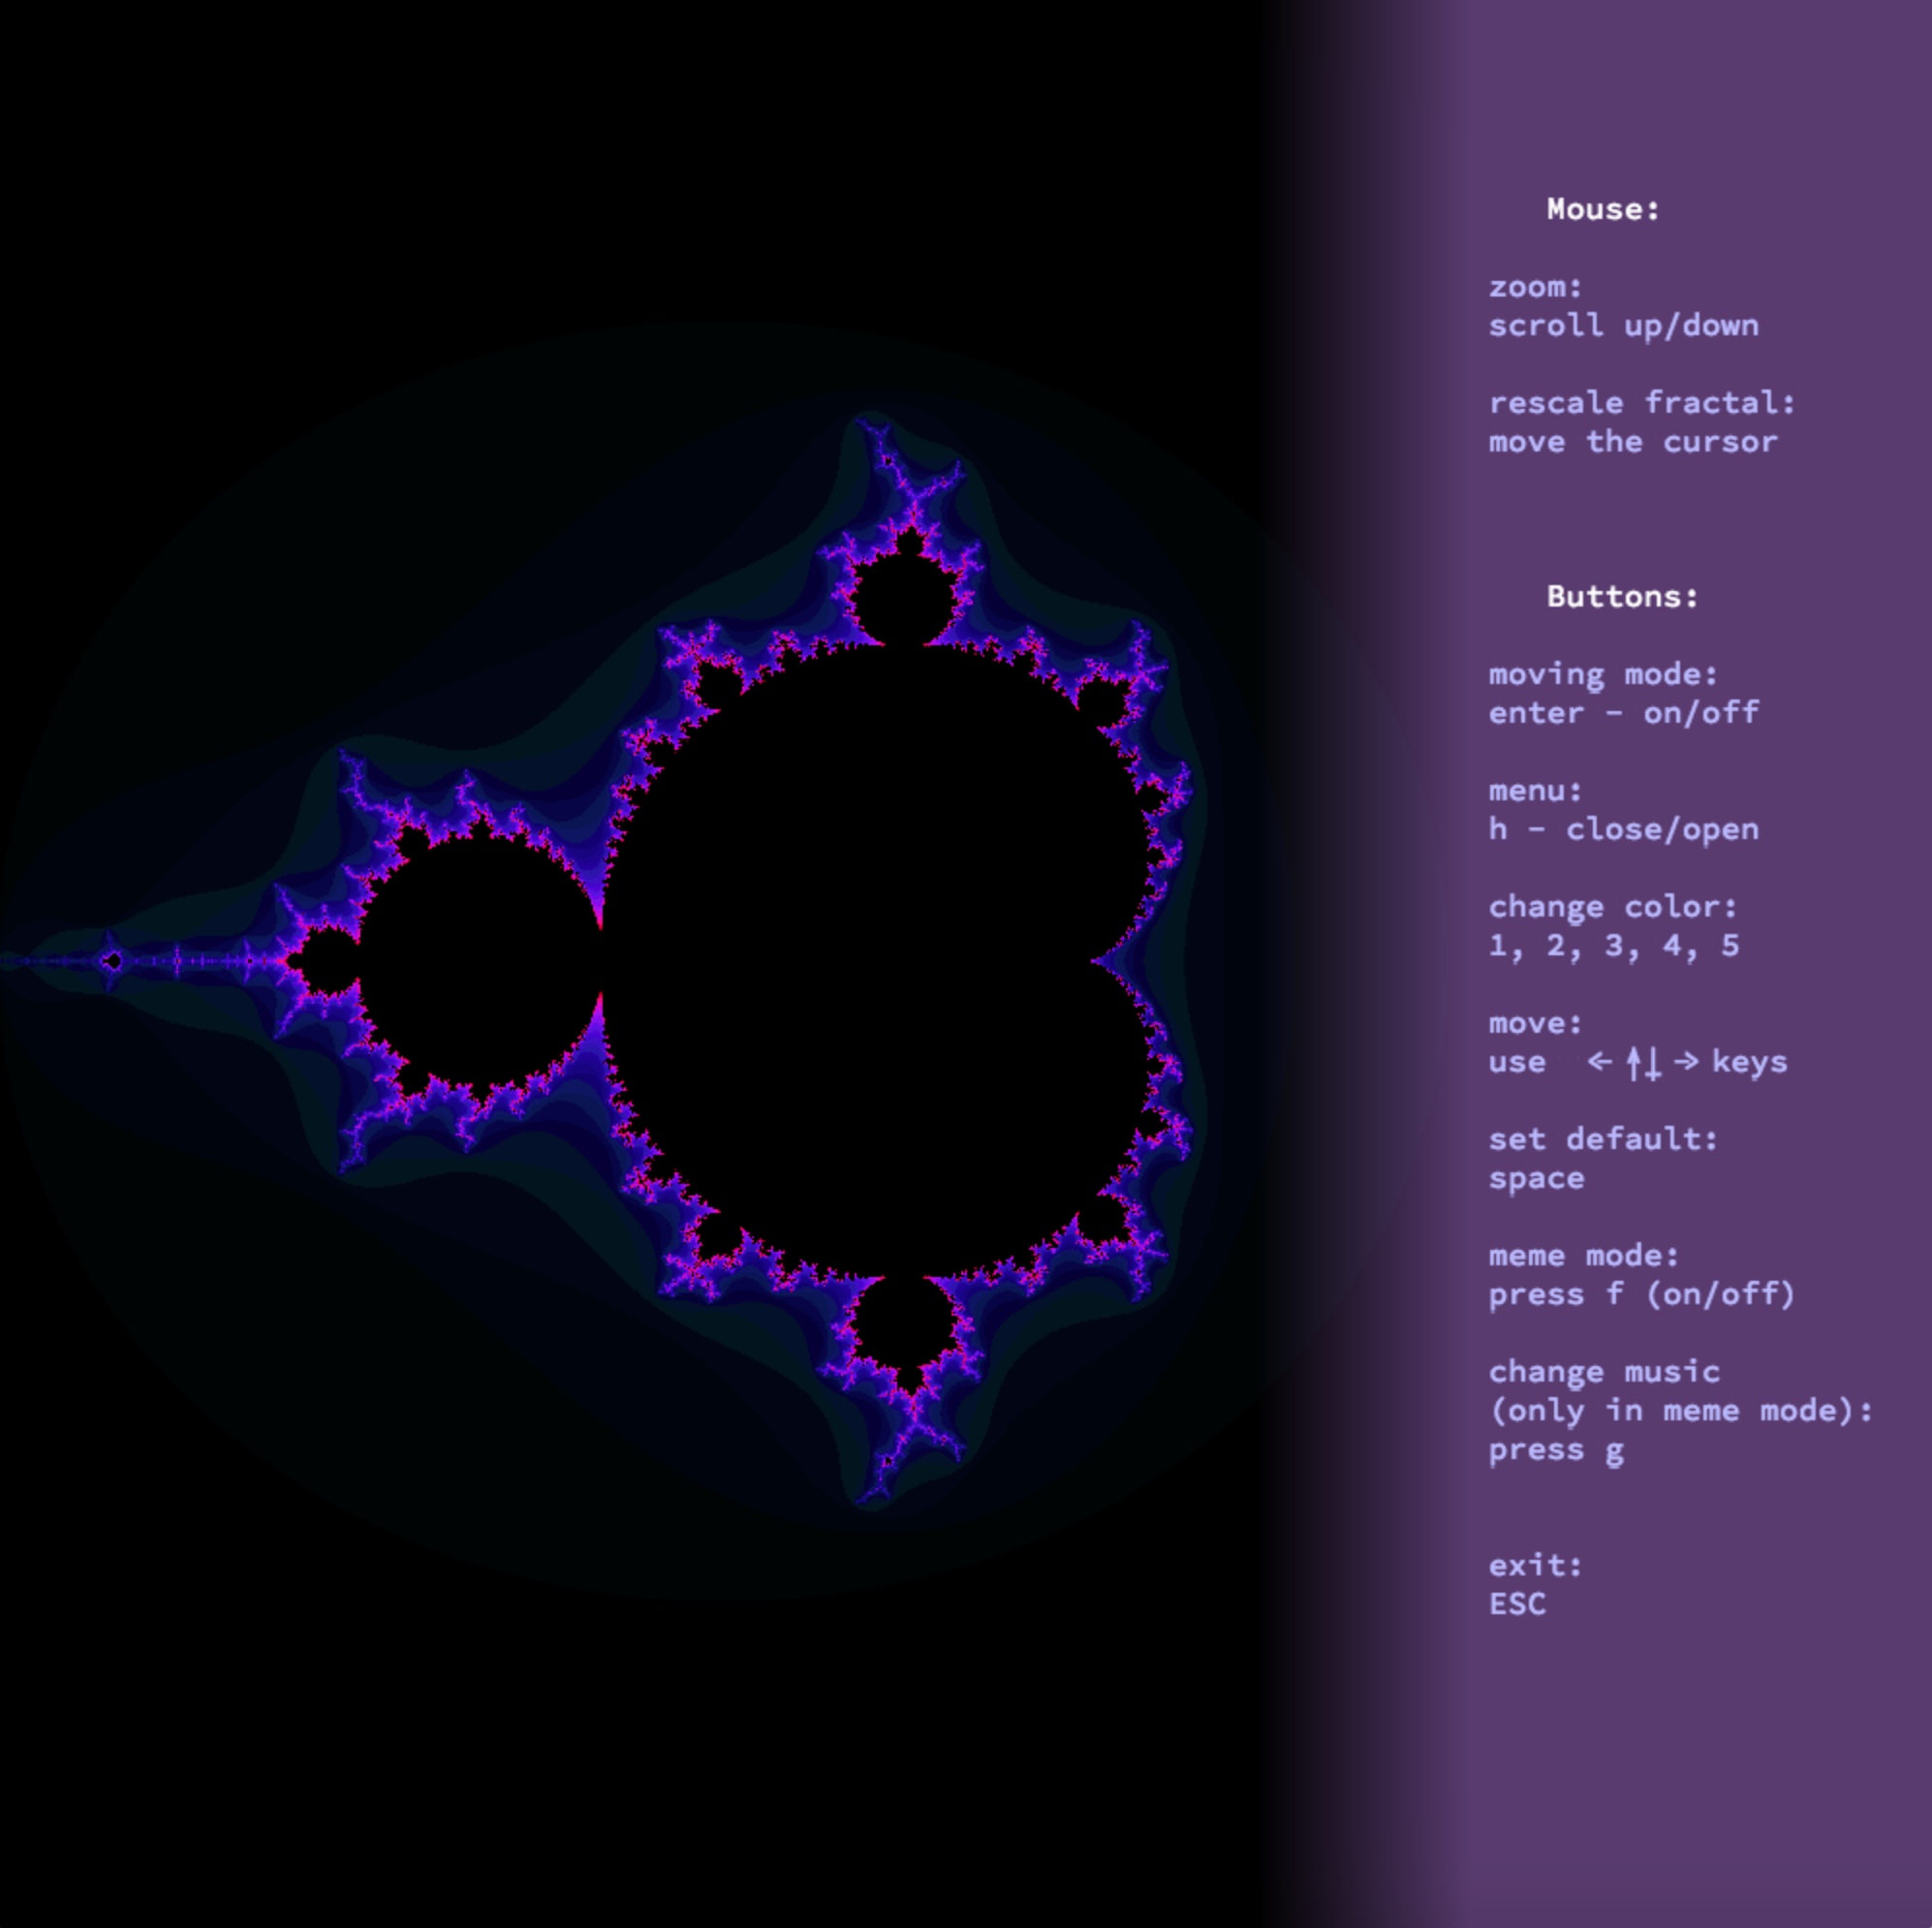 Mouse:
zoom:
scroll up/down
rescale fractal:
move the cursor
Buttons:
moving mode:
enter - on/off
menu:
h - close/open
change color:
1, 2, 3, 4, 5
move:
use ←↑↓→ keys
set default:
space
meme mode:
press f (on/off)
change music
(only in meme mode):
press g
exit:
ESC